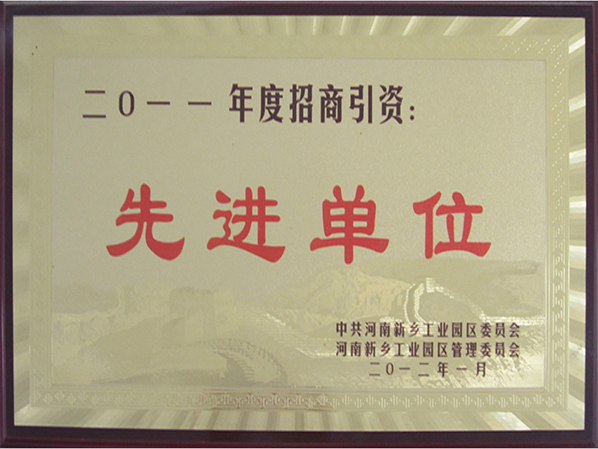 二〇一一年度招商引资：
先进单位
中共河南新乡工业园区委员会
河南新乡工业园区管理委员会
二〇一二年一月